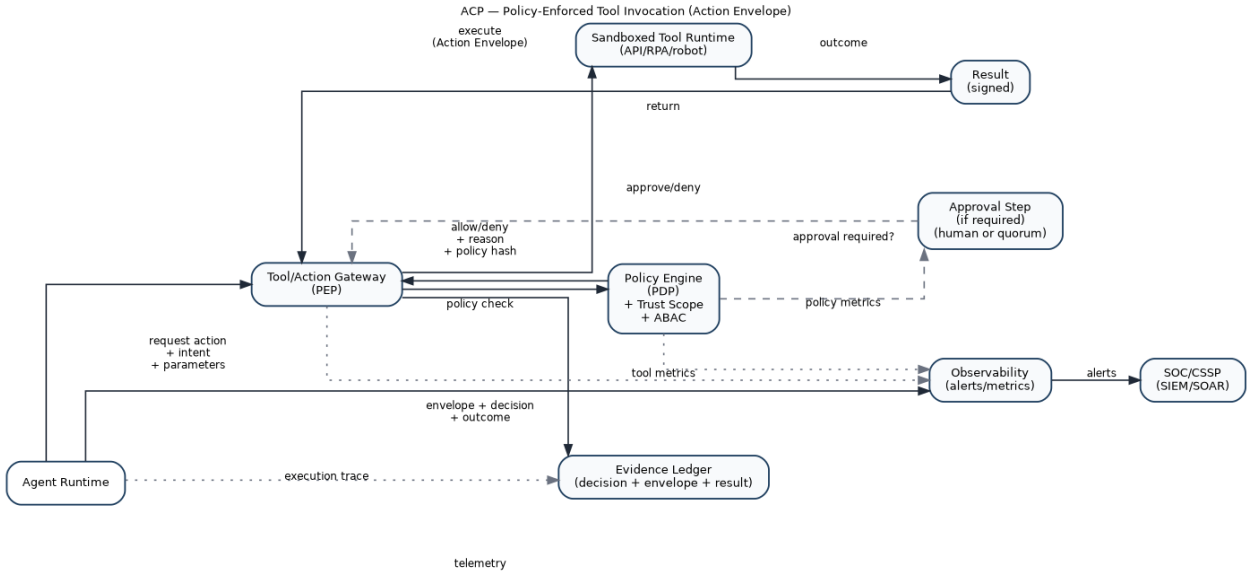 ACP — Policy-Enforced Tool Invocation (Action Envelope)
execute
(Action Envelope)
Sandboxed Tool Runtime
(API/RPA/robot)
outcome
Result
(signed)
return
approve/deny
Approval Step
(if required)
(human or quorum)
allow/deny
+ reason
+ policy hash
approval required?
Tool/Action Gateway
(PEP)
Policy Engine
(PDP)
+ Trust Scope
+ ABAC
policy check
policy metrics
request action
+ intent
+ parameters
tool metrics
Observability
(alerts/metrics)
alerts
SOC/CSSP
(SIEM/SOAR)
envelope + decision
+ outcome
Agent Runtime
execution trace
Evidence Ledger
(decision + envelope + result)
telemetry